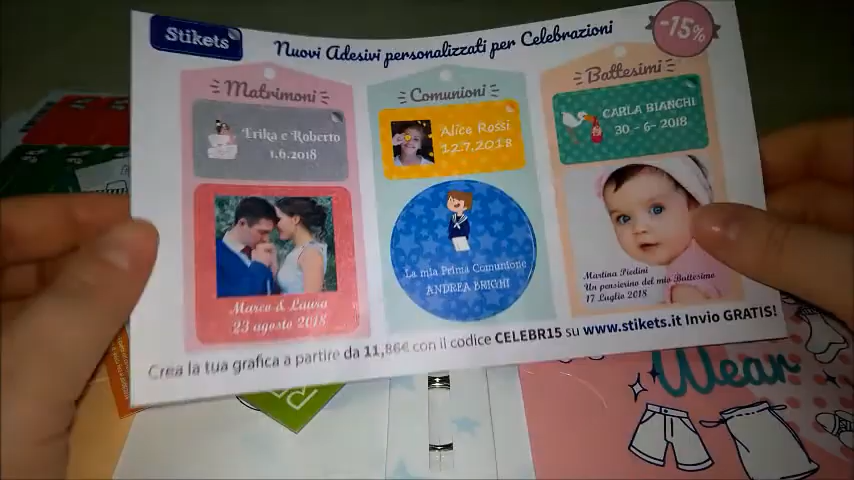 Stikets
Nuovi Adesivi personalizzati per Celebrazioni
-15%
Matrimoni
Erika e Roberto
1.6.2018
Marco & Laura
23 agosto 2018
Comunioni
Alice Rossi
12.7.2018
La mia Prima Comunione
ANDREA BRIGHI
Battesimi
CARLA BIANCHI
30 - 6- 2018
Martina Piedini
Un pensierino del mio Battesimo
17 Luglio 2018
Crea la tua grafica a partire da 11,86€ con il codice CELEBR15 su www.stikets.it Invio GRATIS!
Wear